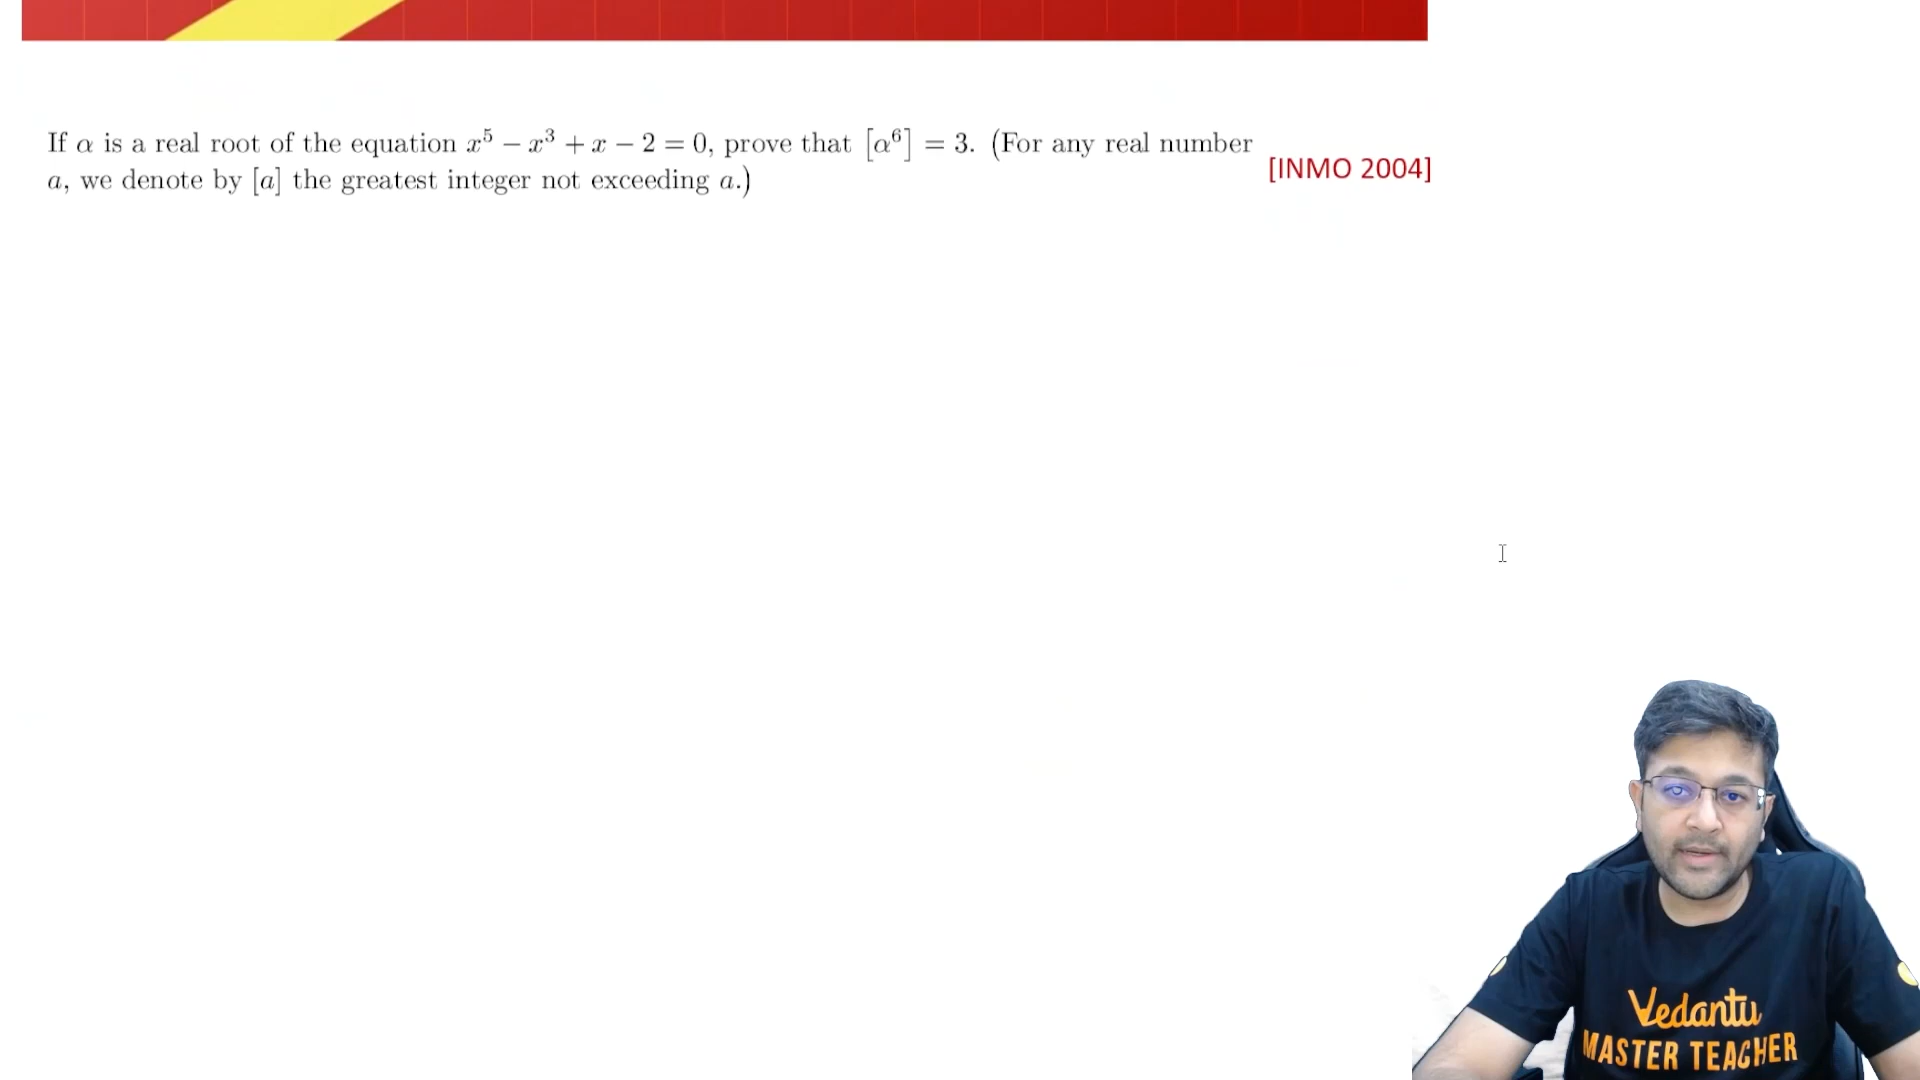 If α is a real root of the equation x⁵ − x³ + x − 2 = 0, prove that [α⁶] = 3. (For any real number
a, we denote by [a] the greatest integer not exceeding a.)
[INMO 2004]
Vedantu
MASTER TEACHER